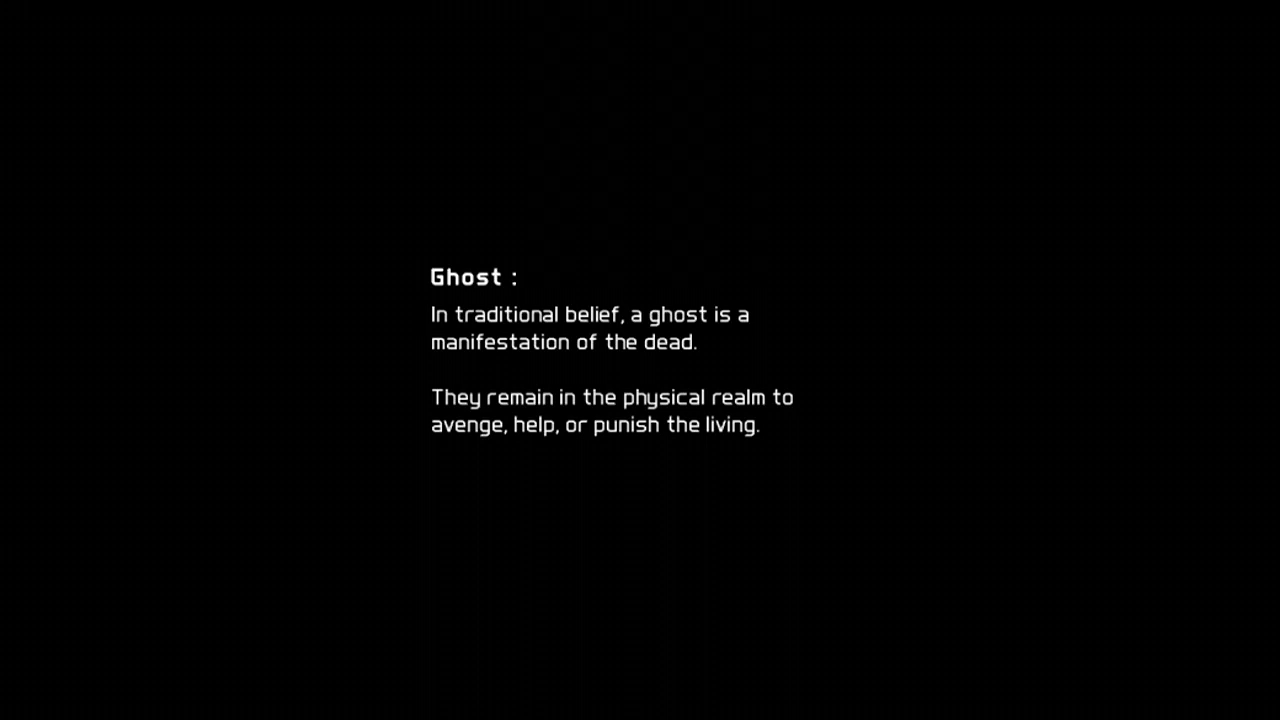 Ghost :
In traditional belief, a ghost is a
manifestation of the dead.
They remain in the physical realm to
avenge, help, or punish the living.